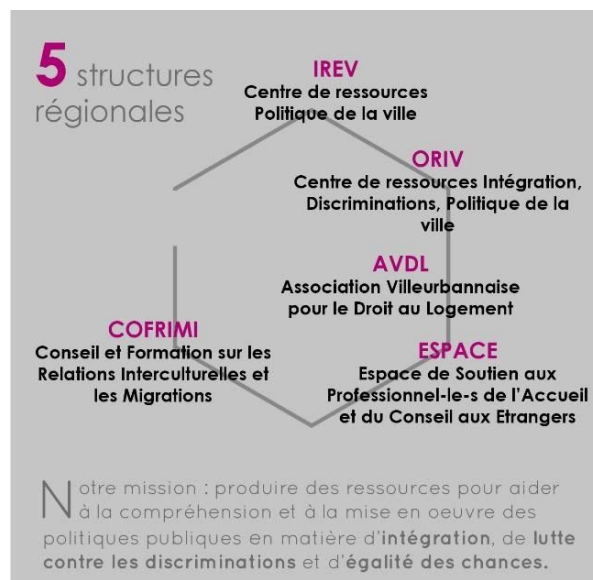 5 structures
régionales
IREV
Centre de ressources
Politique de la ville
ORIV
Centre de ressources Intégration,
Discriminations, Politique de la
ville
AVDL
Association Villeurbannaise
pour le Droit au Logement
COFRIMI
Conseil et Formation sur les
Relations Interculturelles et
les Migrations
ESPACE
Espace de Soutien aux
Professionnel-le-s de l'Accueil
et du Conseil aux Etrangers
Notre mission : produire des ressources pour aider
à la compréhension et à la mise en oeuvre des
politiques publiques en matière d'intégration, de lutte
contre les discriminations et d'égalité des chances.